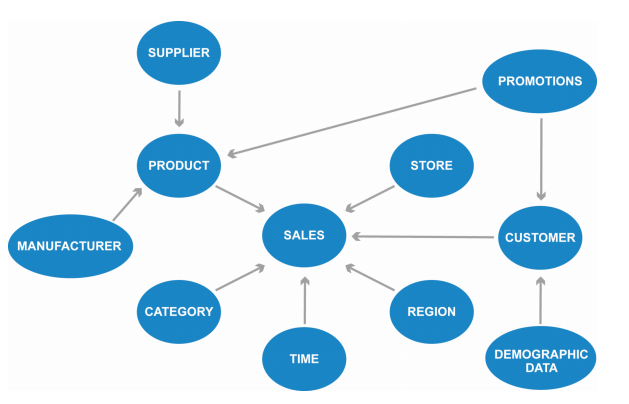 SUPPLIER
PROMOTIONS
PRODUCT
STORE
MANUFACTURER
SALES
CUSTOMER
CATEGORY
REGION
TIME
DEMOGRAPHIC
DATA